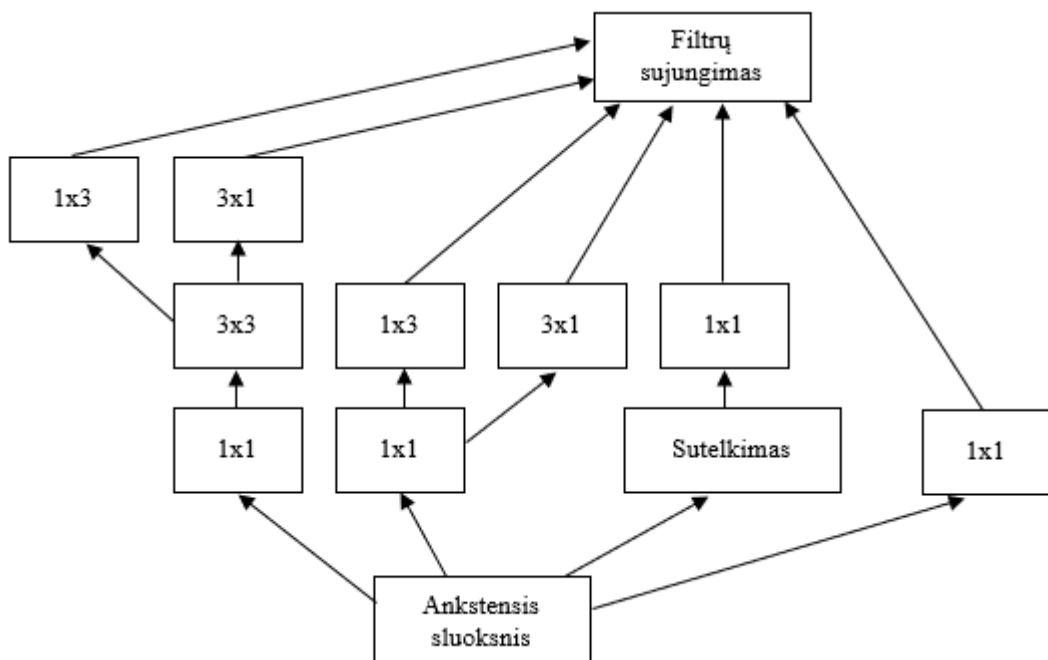 Filtrų
sujungimas
1x3
3x1
3x3
1x3
3x1
1x1
1x1
1x1
Sutelkimas
1x1
Ankstensis
sluoksnis